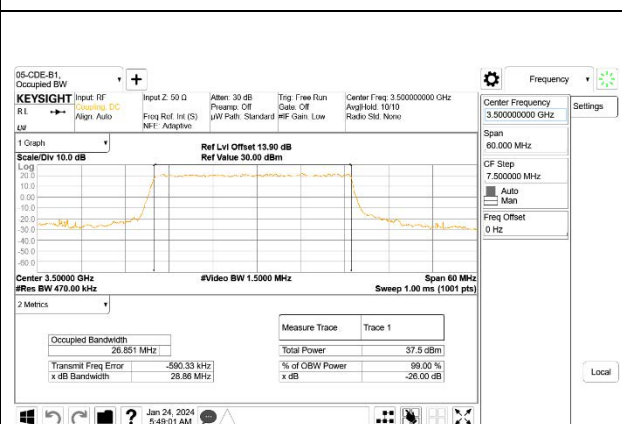 05-CDE-B1,
Occupied BW
Frequency
KEYSIGHT
R L
Input: RF
Coupling: DC
Align: Auto
Input Z: 50 Ω
Freq Ref: Int (S)
NFE: Adaptive
Atten: 30 dB
Preamp: Off
µW Path: Standard
Trig: Free Run
Gate: Off
#IF Gain: Low
Center Freq: 3.500000000 GHz
Avg|Hold: 10/10
Radio Std: None
Center Frequency
3.500000000 GHz
Settings
Span
60.000 MHz
CF Step
7.500000 MHz
Auto
Man
Freq Offset
0 Hz
1 Graph
Scale/Div 10.0 dB
Ref Lvl Offset 13.90 dB
Ref Value 30.00 dBm
Log
20.0
10.0
0.00
-10.0
-20.0
-30.0
-40.0
-50.0
-60.0
Center 3.50000 GHz
#Video BW 1.5000 MHz
Span 60 MHz
#Res BW 470.00 kHz
Sweep 1.00 ms (1001 pts)
2 Metrics
Measure Trace
Trace 1
Occupied Bandwidth
26.851 MHz
Total Power
37.5 dBm
Transmit Freq Error
-590.33 kHz
% of OBW Power
99.00 %
x dB Bandwidth
28.86 MHz
x dB
-26.00 dB
Local
?
Jan 24, 2024
5:49:01 AM